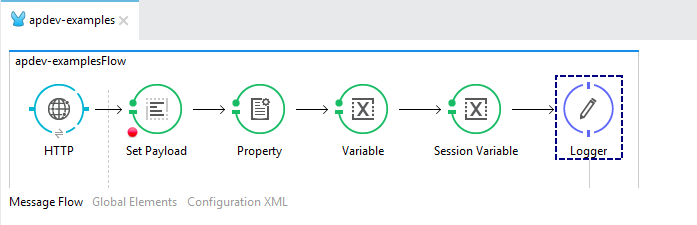 apdev-examples
apdev-examplesFlow
HTTP Set Payload Property Variable Session Variable Logger
Message Flow Global Elements Configuration XML